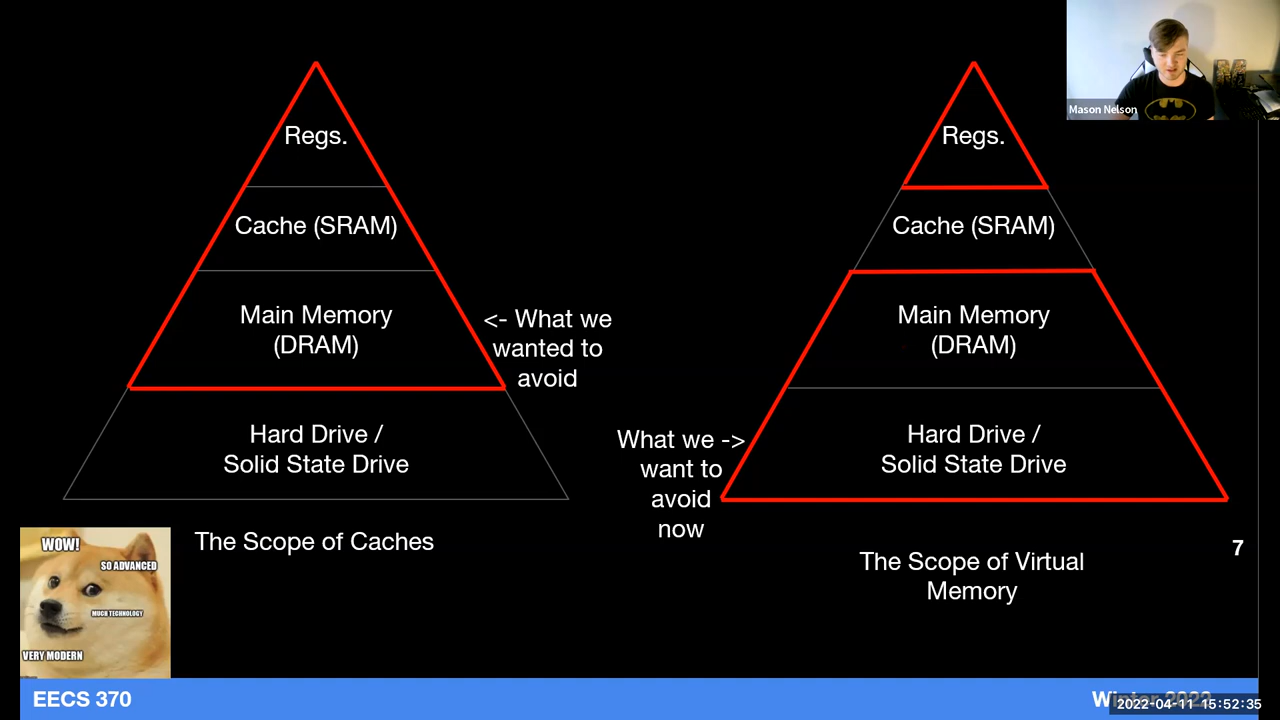 Regs.
Cache (SRAM)
Main Memory
(DRAM)
<- What we
wanted to
avoid
Hard Drive /
Solid State Drive
The Scope of Caches
Regs.
Cache (SRAM)
Main Memory
(DRAM)
What we ->
want to
avoid
now
Hard Drive /
Solid State Drive
The Scope of Virtual
Memory
Mason Nelson
7
WOW!
SO ADVANCED
MUCH TECHNOLOGY
VERY MODERN
EECS 370
Winter 2022
2022-04-11 15:52:35